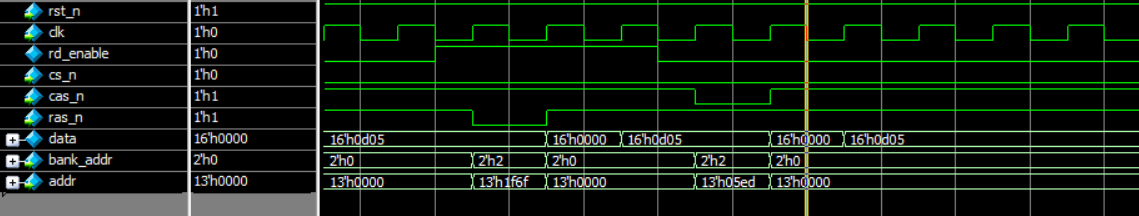 rst_n 1'h1
clk 1'h0
rd_enable 1'h0
cs_n 1'h0
cas_n 1'h1
ras_n 1'h1
data 16'h0000 16'h0d05 16'h0000 16'h0d05 16'h0000 16'h0d05
bank_addr 2'h0 2'h0 2'h2 2'h0 2'h2 2'h0
addr 13'h0000 13'h0000 13'h1f6f 13'h0000 13'h05ed 13'h0000